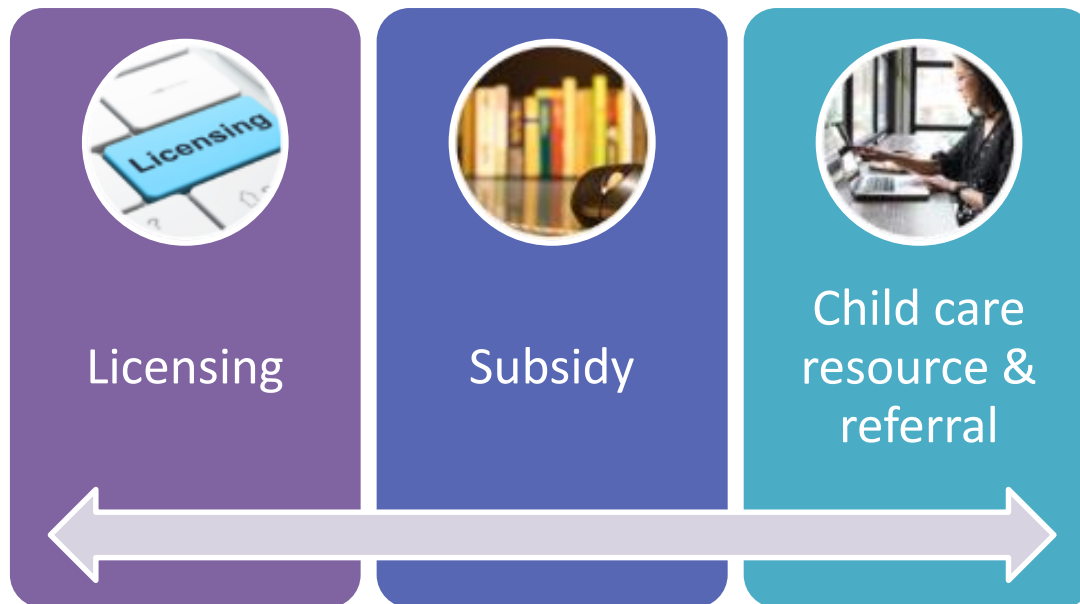 Licensing
Licensing
Subsidy
Child care
resource &
referral